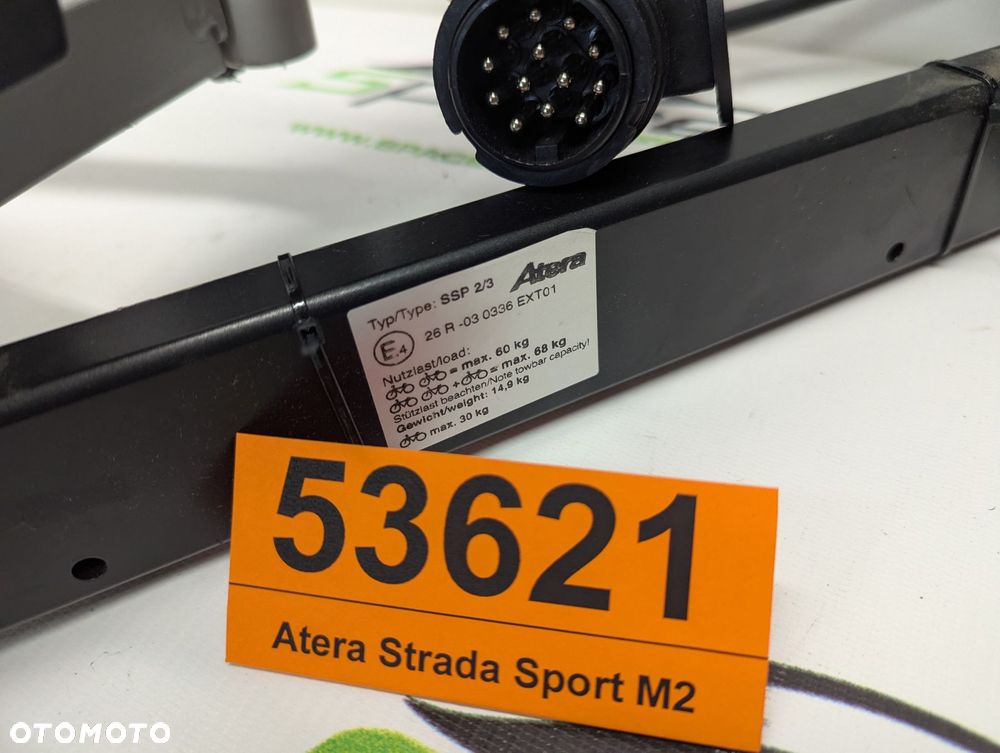 Atera
Typ/Type: SSP 2/3
Atera
E4
26 R -03 0336 EXT01
Nutzlast/load:
= max. 60 kg
+ = max. 68 kg
Stützlast beachten/Note towbar capacity!
Gewicht/weight: 14,9 kg
max. 30 kg
53621
Atera Strada Sport M2
OTOMOTO